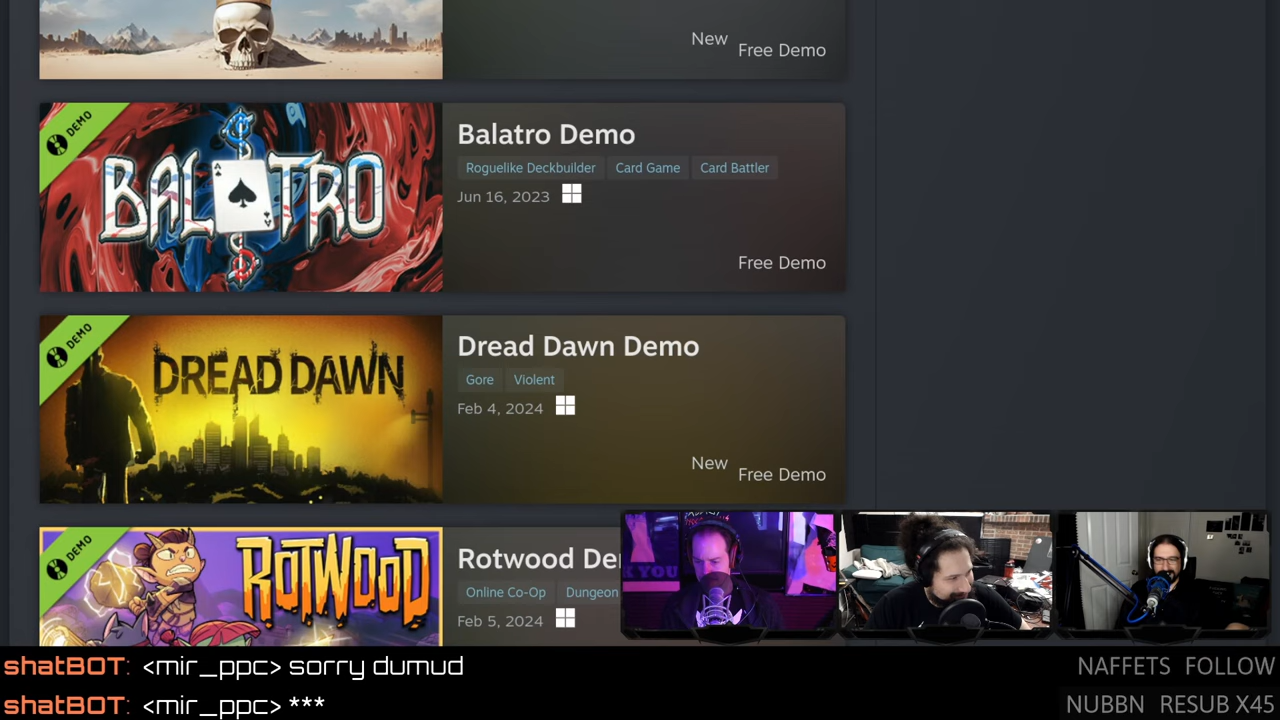 New
Free Demo
DEMO
BALATRO
Balatro Demo
Roguelike Deckbuilder Card Game Card Battler
Jun 16, 2023
Free Demo
DEMO
DREAD DAWN
Dread Dawn Demo
Gore Violent
Feb 4, 2024
New
Free Demo
DEMO
ROTWOOD
Rotwood De
Online Co-Op Dungeon
Feb 5, 2024
K YOU
shatBOT: <mir_ppc> sorry dumud
shatBOT: <mir_ppc> ***
NAFFETS FOLLOW
NUBBN RESUB X45